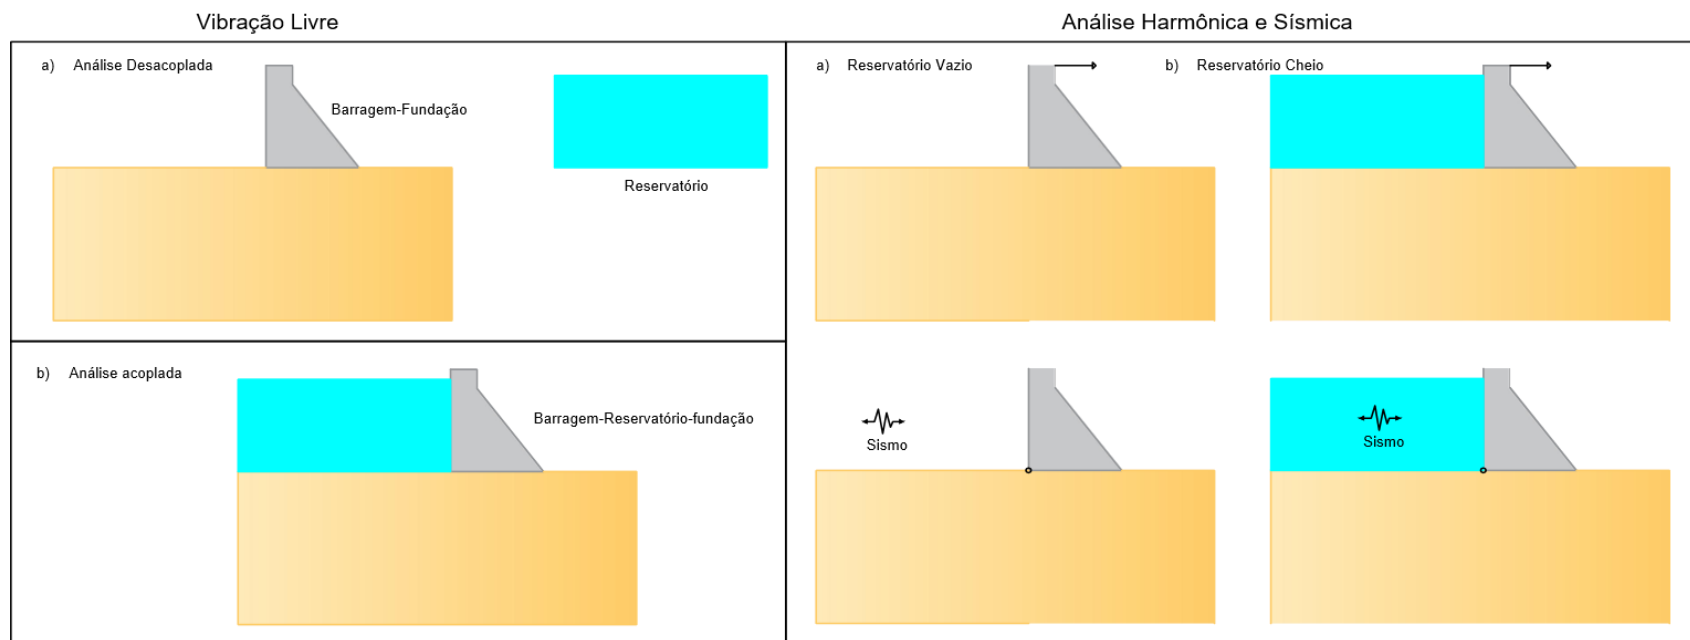 Vibração Livre
a) Análise Desacoplada
Barragem-Fundação
Reservatório
b) Análise acoplada
Barragem-Reservatório-fundação
Análise Harmônica e Sísmica
a) Reservatório Vazio
b) Reservatório Cheio
Sismo
Sismo